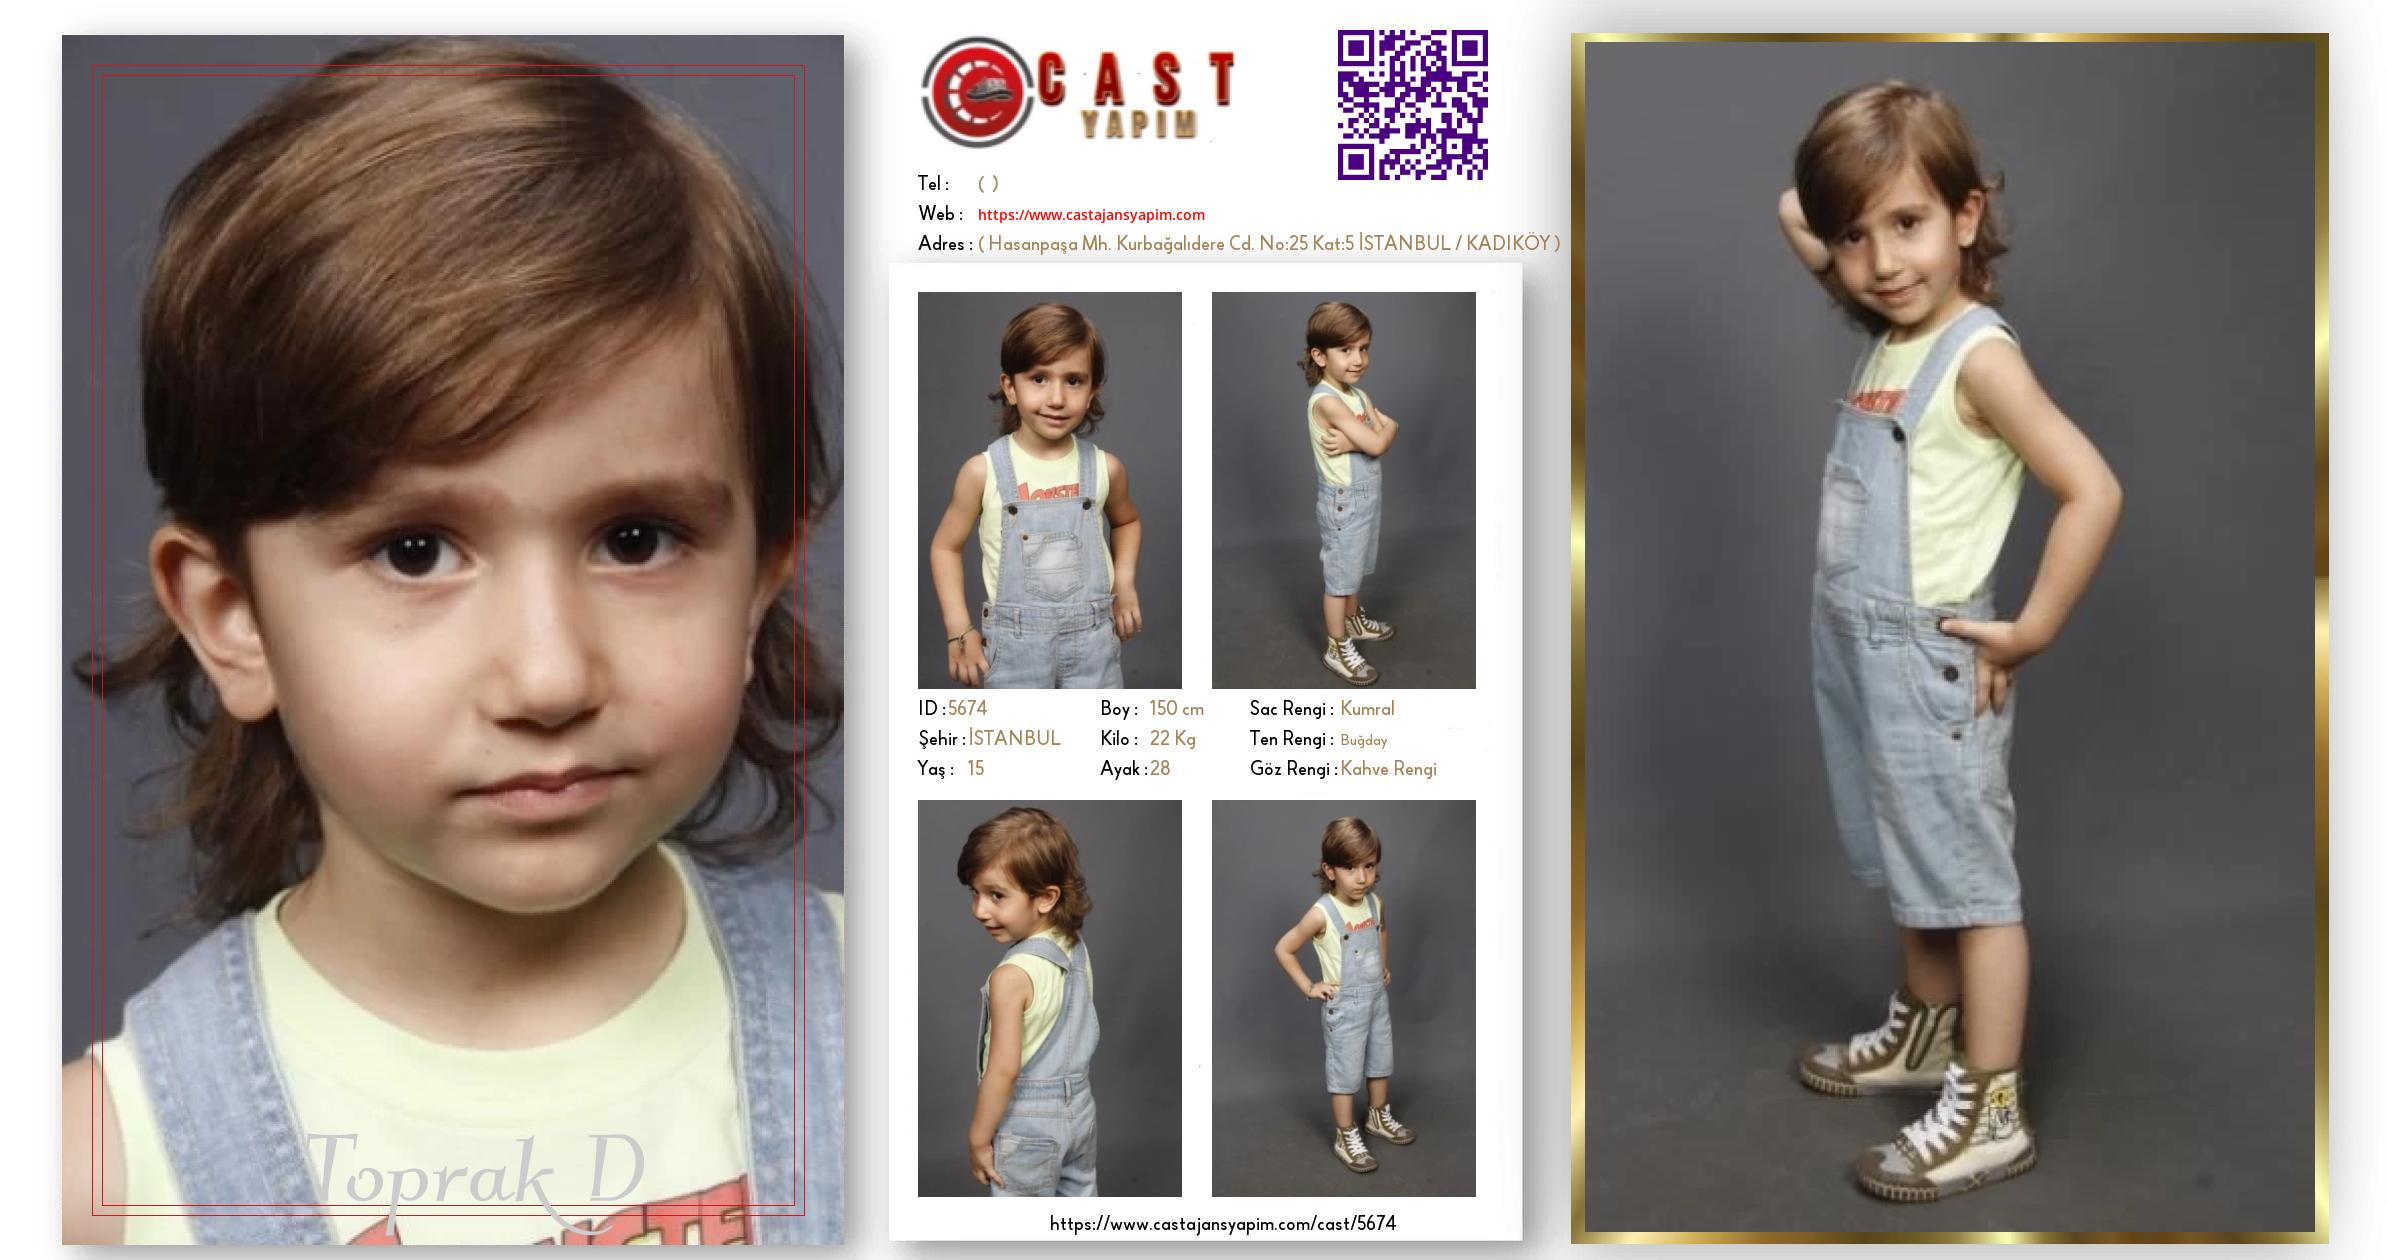 CAST
YAPIM
Tel : ( )
Web : https://www.castajansyapim.com
Adres : ( Hasanpaşa Mh. Kurbağalıdere Cd. No:25 Kat:5 İSTANBUL / KADIKÖY )
ID : 5674 Boy : 150 cm Sac Rengi : Kumral
Şehir : İSTANBUL Kilo : 22 Kg Ten Rengi : Buğday
Yaş : 15 Ayak : 28 Göz Rengi : Kahve Rengi
Toprak D
https://www.castajansyapim.com/cast/5674